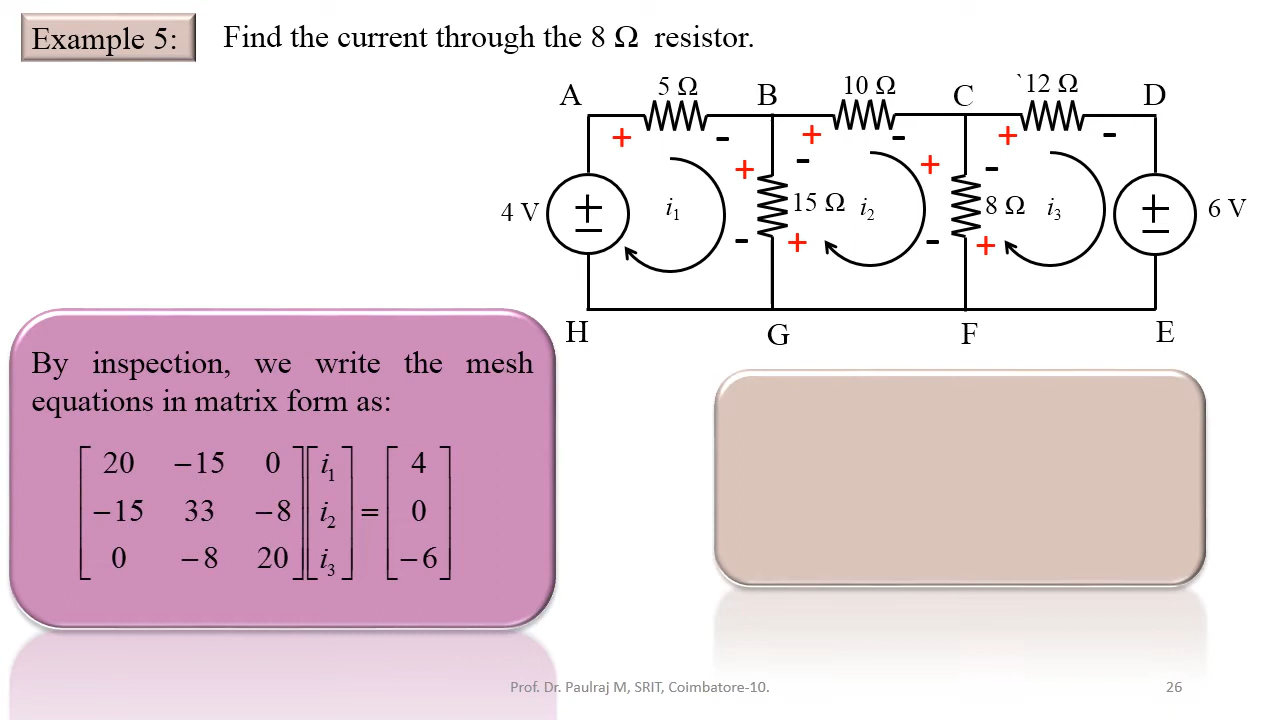 Example 5: Find the current through the 8 Ω resistor.
5 Ω 10 Ω `12 Ω
A B C D
+ - + - + -
+ - + -
4 V + − i₁ 15 Ω i₂ 8 Ω i₃ + − 6 V
- + - +
H G F E
By inspection, we write the mesh
equations in matrix form as:
[ 20 −15 0 ] [ i₁ ] = [ 4 ]
[ −15 33 −8 ] [ i₂ ] = [ 0 ]
[ 0 −8 20 ] [ i₃ ] = [ −6 ]
Prof. Dr. Paulraj M, SRIT, Coimbatore-10. 26